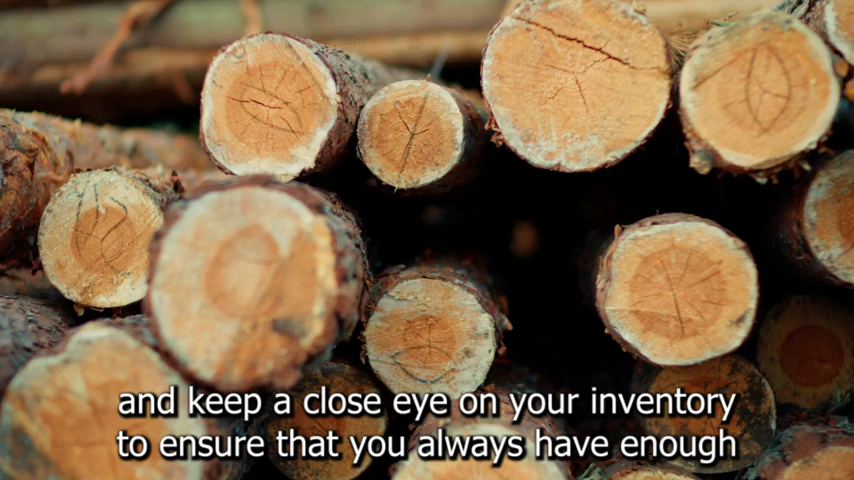 and keep a close eye on your inventory
to ensure that you always have enough